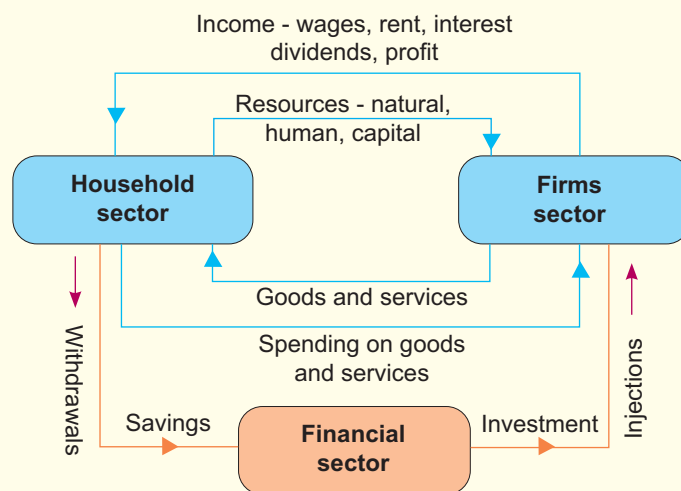 Income - wages, rent, interest
dividends, profit
Resources - natural,
human, capital
Household
sector
Firms
sector
Goods and services
Spending on goods
and services
Withdrawals
Injections
Savings
Investment
Financial
sector